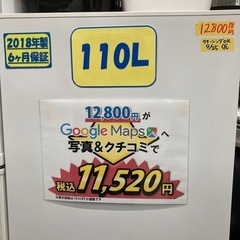 2018年製
6ヶ月保証
110L
12,800円
12,800円が
Google Mapsへ
写真&クチコミで
税込11,520円